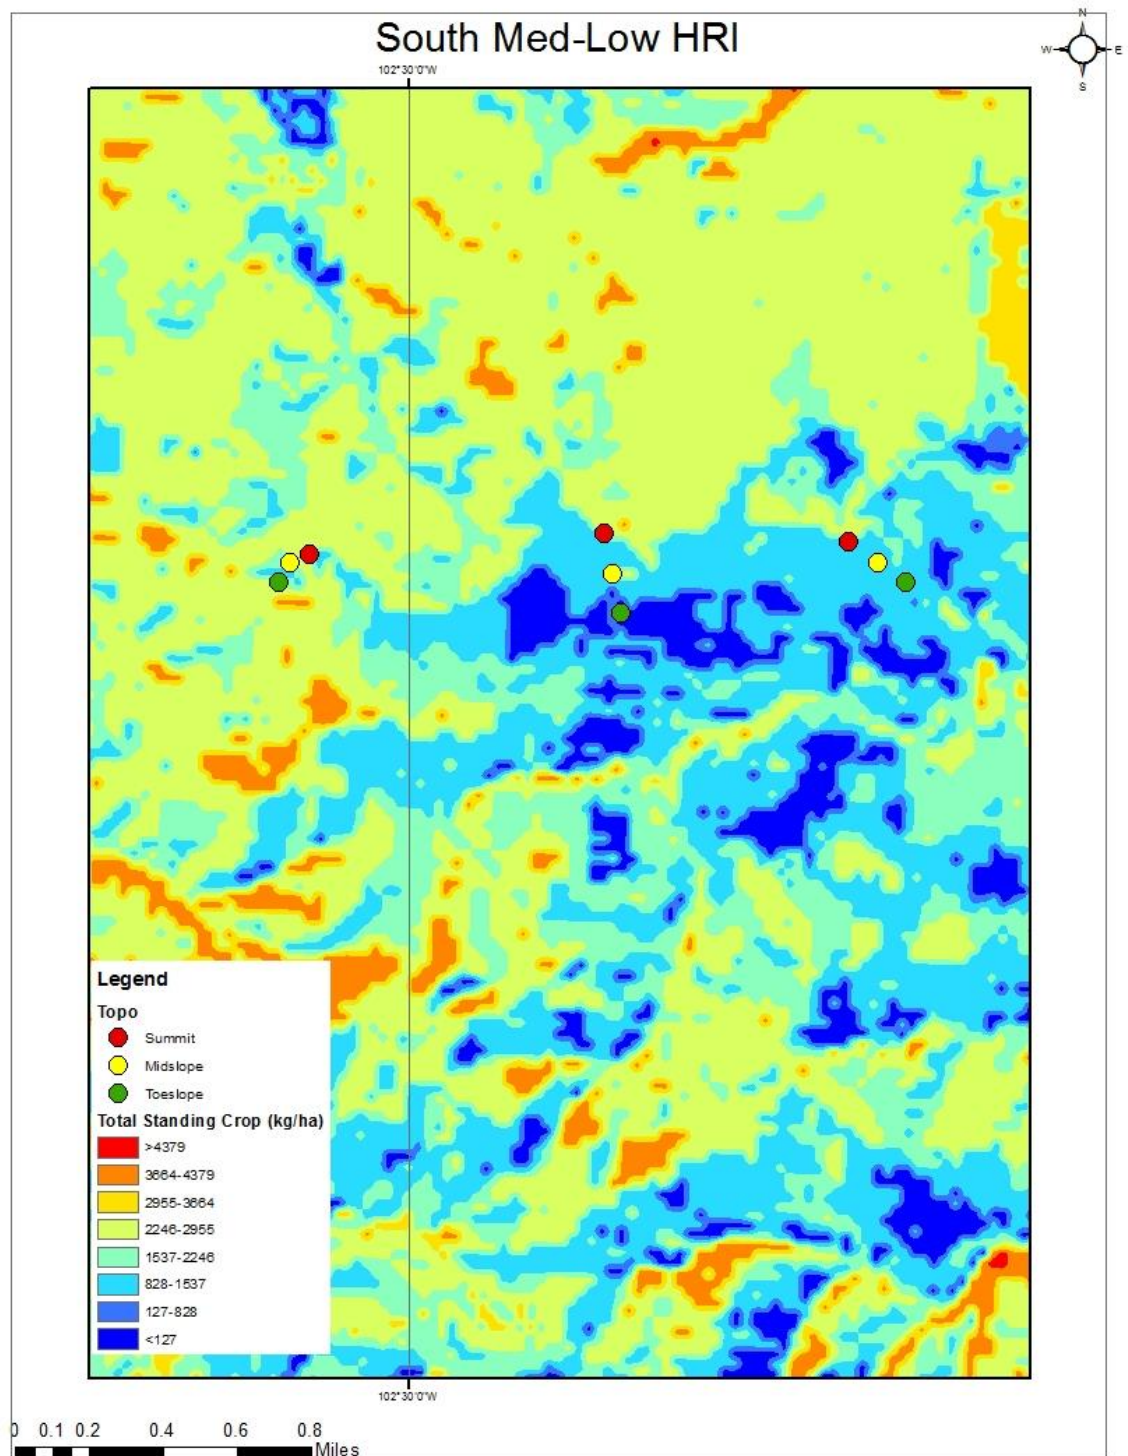 South Med-Low HRI
N
W E
S
102°30'0"W
Legend
Topo
Summit
Midslope
Toeslope
Total Standing Crop (kg/ha)
>4379
3664-4379
2955-3664
2246-2955
1537-2246
828-1537
127-828
<127
102°30'0"W
0 0.1 0.2 0.4 0.6 0.8
Miles